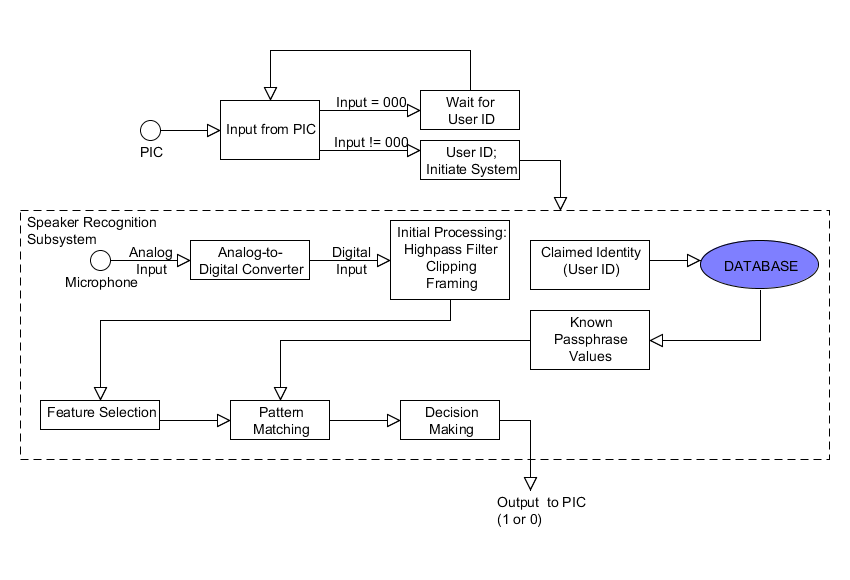 Input = 000
Wait for
User ID
Input from PIC
PIC
Input != 000
User ID;
Initiate System
Speaker Recognition
Subsystem
Microphone
Analog
Input
Analog-to-
Digital Converter
Digital
Input
Initial Processing:
Highpass Filter
Clipping
Framing
Claimed Identity
(User ID)
DATABASE
Known
Passphrase
Values
Feature Selection
Pattern
Matching
Decision
Making
Output to PIC
(1 or 0)